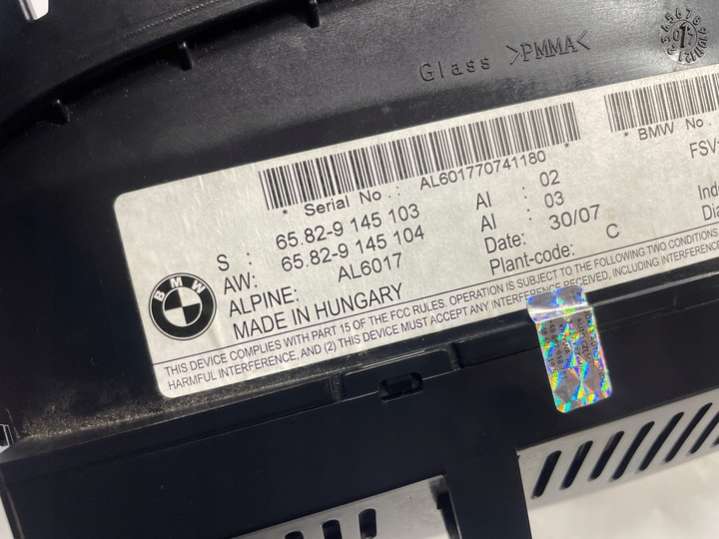 Glass >PMMA<
* Serial No : AL601770741180 *
* BMW No.
S : 65.82-9 145 103 AI : 02
AW: 65.82-9 145 104 AI : 03
ALPINE: AL6017 Date: 30/07
MADE IN HUNGARY Plant-code: C
BMW
THIS DEVICE COMPLIES WITH PART 15 OF THE FCC RULES. OPERATION IS SUBJECT TO THE FOLLOWING TWO CONDITIONS
HARMFUL INTERFERENCE, AND (2) THIS DEVICE MUST ACCEPT ANY INTERFERENCE RECEIVED, INCLUDING INTERFERENCE